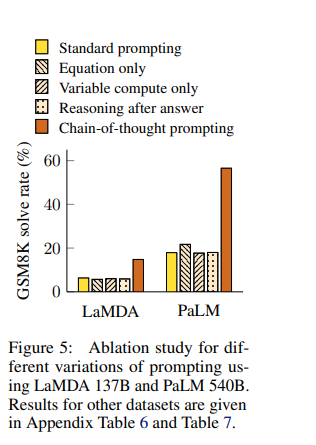 Standard prompting
Equation only
Variable compute only
Reasoning after answer
Chain-of-thought prompting
GSM8K solve rate (%)
60
40
20
0
LaMDA
PaLM
Figure 5: Ablation study for dif-
ferent variations of prompting us-
ing LaMDA 137B and PaLM 540B.
Results for other datasets are given
in Appendix Table 6 and Table 7.